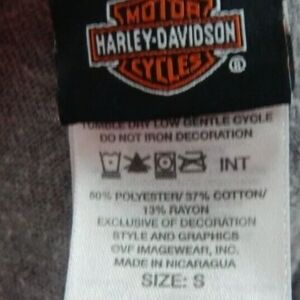 MOTOR
HARLEY-DAVIDSON
CYCLES
®
TUMBLE DRY LOW GENTLE CYCLE
DO NOT IRON DECORATION
INT
50% POLYESTER/ 37% COTTON/
13% RAYON
EXCLUSIVE OF DECORATION
STYLE AND GRAPHICS
CVF IMAGEWEAR, INC.
MADE IN NICARAGUA
SIZE: S